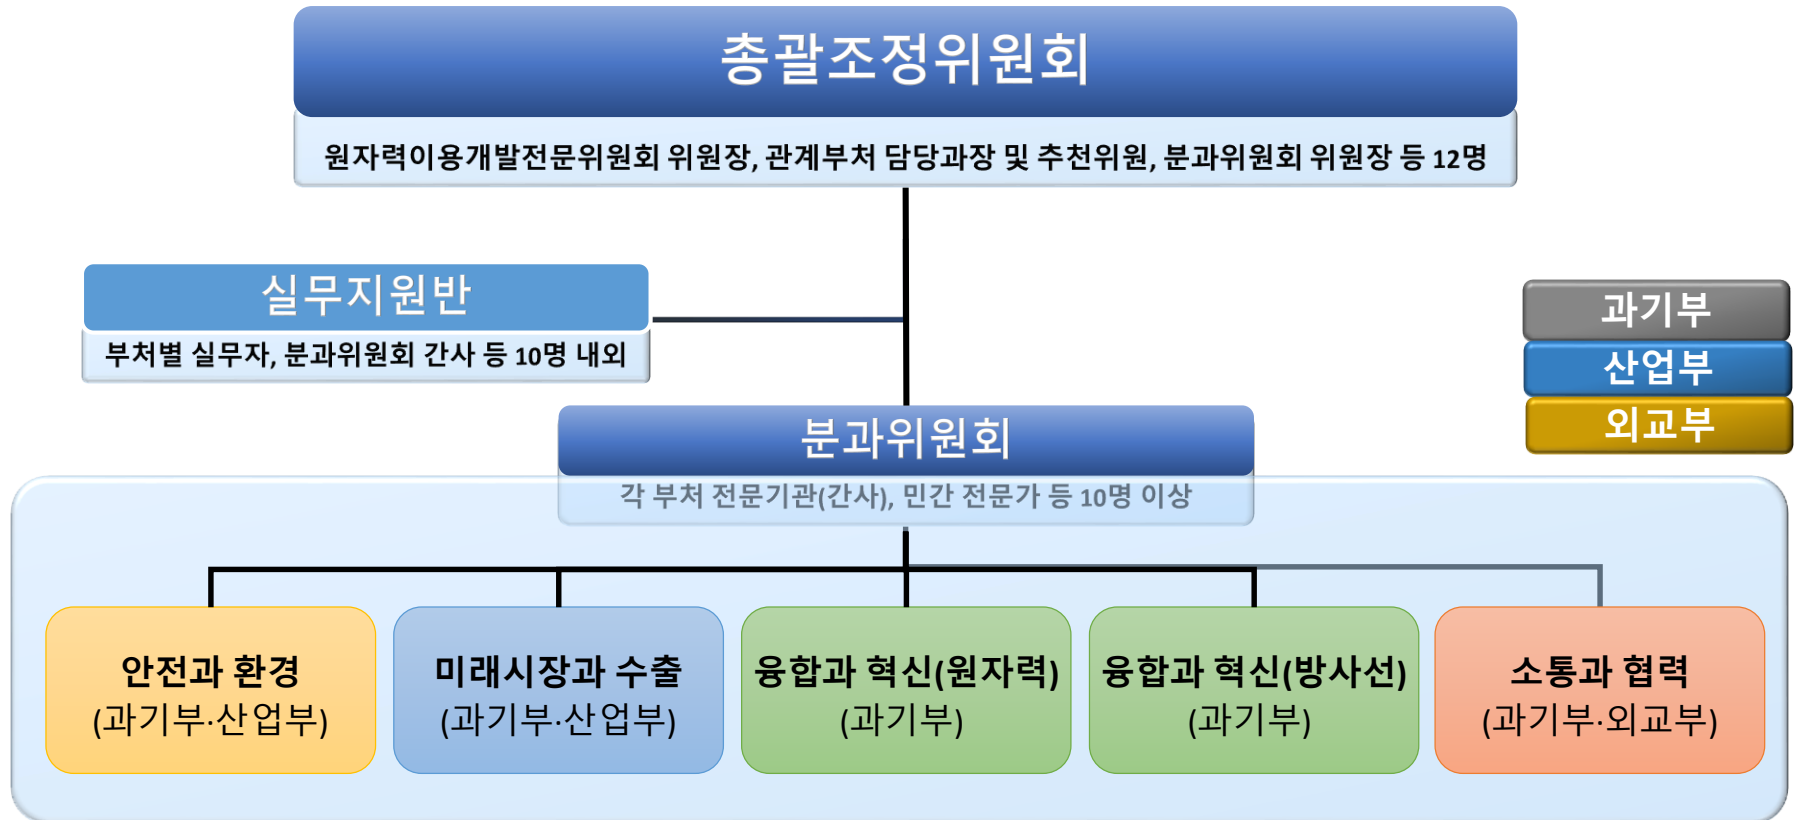 총괄조정위원회
원자력이용개발전문위원회 위원장, 관계부처 담당과장 및 추천위원, 분과위원회 위원장 등 12명
실무지원반
부처별 실무자, 분과위원회 간사 등 10명 내외
과기부
산업부
외교부
분과위원회
각 부처 전문기관(간사), 민간 전문가 등 10명 이상
안전과 환경
(과기부·산업부)
미래시장과 수출
(과기부·산업부)
융합과 혁신(원자력)
(과기부)
융합과 혁신(방사선)
(과기부)
소통과 협력
(과기부·외교부)